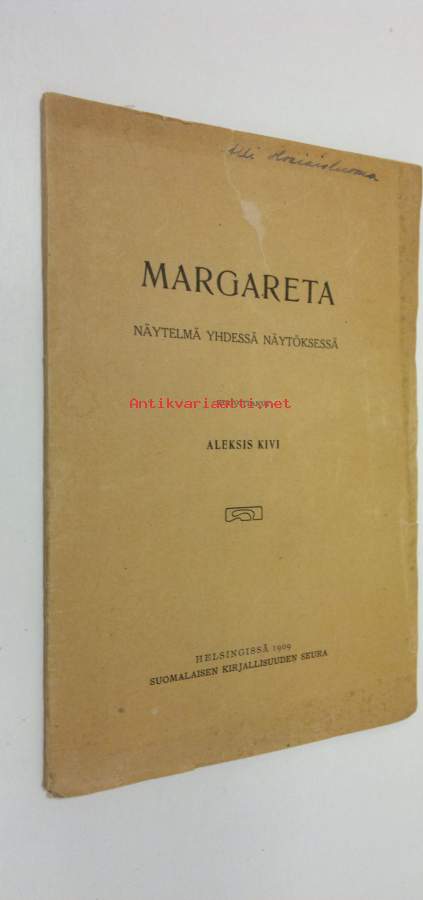 MARGARETA
NÄYTELMÄ YHDESSÄ NÄYTÖKSESSÄ
Antikvariaatti.net
ALEKSIS KIVI
HELSINGISSÄ 1909
SUOMALAISEN KIRJALLISUUDEN SEURA